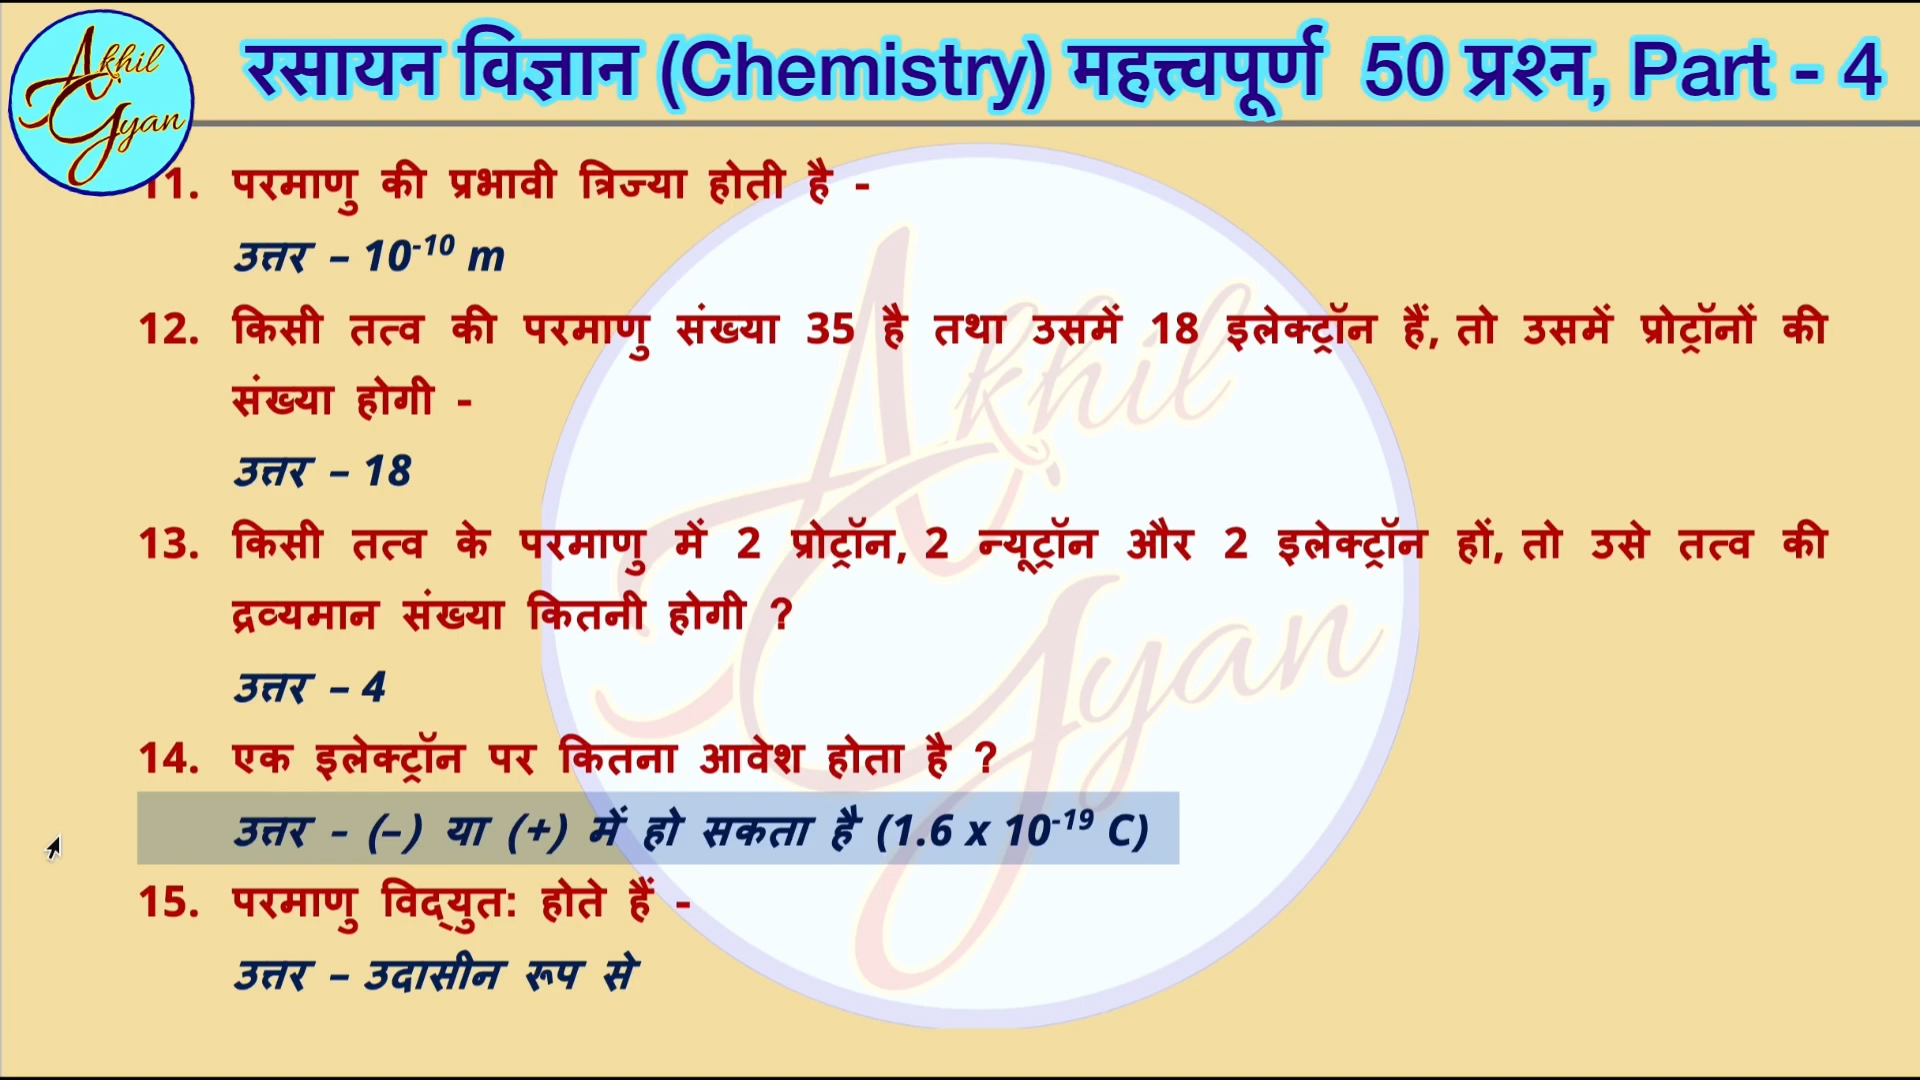 Akhil Gyan
रसायन विज्ञान (Chemistry) महत्त्वपूर्ण 50 प्रश्न, Part - 4
11. परमाणु की प्रभावी त्रिज्या होती है -
उत्तर – 10⁻¹⁰ m
12. किसी तत्व की परमाणु संख्या 35 है तथा उसमें 18 इलेक्ट्रॉन हैं, तो उसमें प्रोट्रॉनों की
संख्या होगी -
उत्तर – 18
13. किसी तत्व के परमाणु में 2 प्रोट्रॉन, 2 न्यूट्रॉन और 2 इलेक्ट्रॉन हों, तो उसे तत्व की
द्रव्यमान संख्या कितनी होगी ?
उत्तर – 4
14. एक इलेक्ट्रॉन पर कितना आवेश होता है ?
उत्तर – (–) या (+) में हो सकता है (1.6 x 10⁻¹⁹ C)
15. परमाणु विद्युत: होते हैं -
उत्तर – उदासीन रूप से
Akhil
Gyan